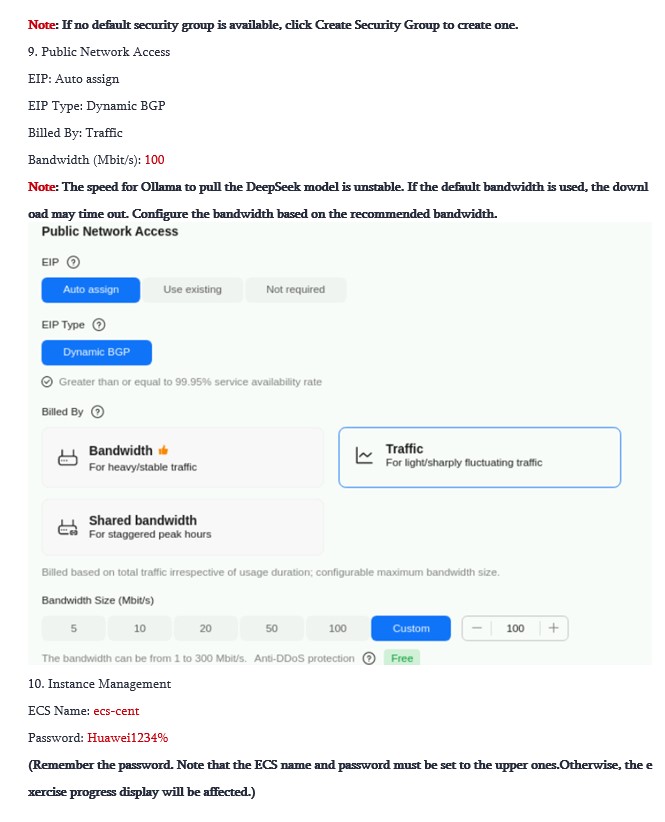 Note: If no default security group is available, click Create Security Group to create one.
9. Public Network Access
EIP: Auto assign
EIP Type: Dynamic BGP
Billed By: Traffic
Bandwidth (Mbit/s): 100
Note: The speed for Ollama to pull the DeepSeek model is unstable. If the default bandwidth is used, the downl
oad may time out. Configure the bandwidth based on the recommended bandwidth.
Public Network Access
EIP ?
Auto assign Use existing Not required
EIP Type ?
Dynamic BGP
Greater than or equal to 99.95% service availability rate
Billed By ?
Bandwidth
For heavy/stable traffic
Traffic
For light/sharply fluctuating traffic
Shared bandwidth
For staggered peak hours
Billed based on total traffic irrespective of usage duration; configurable maximum bandwidth size.
Bandwidth Size (Mbit/s)
5 10 20 50 100 Custom − 100 +
The bandwidth can be from 1 to 300 Mbit/s. Anti-DDoS protection ? Free
10. Instance Management
ECS Name: ecs-cent
Password: Huawei1234%
(Remember the password. Note that the ECS name and password must be set to the upper ones.Otherwise, the e
xercise progress display will be affected.)